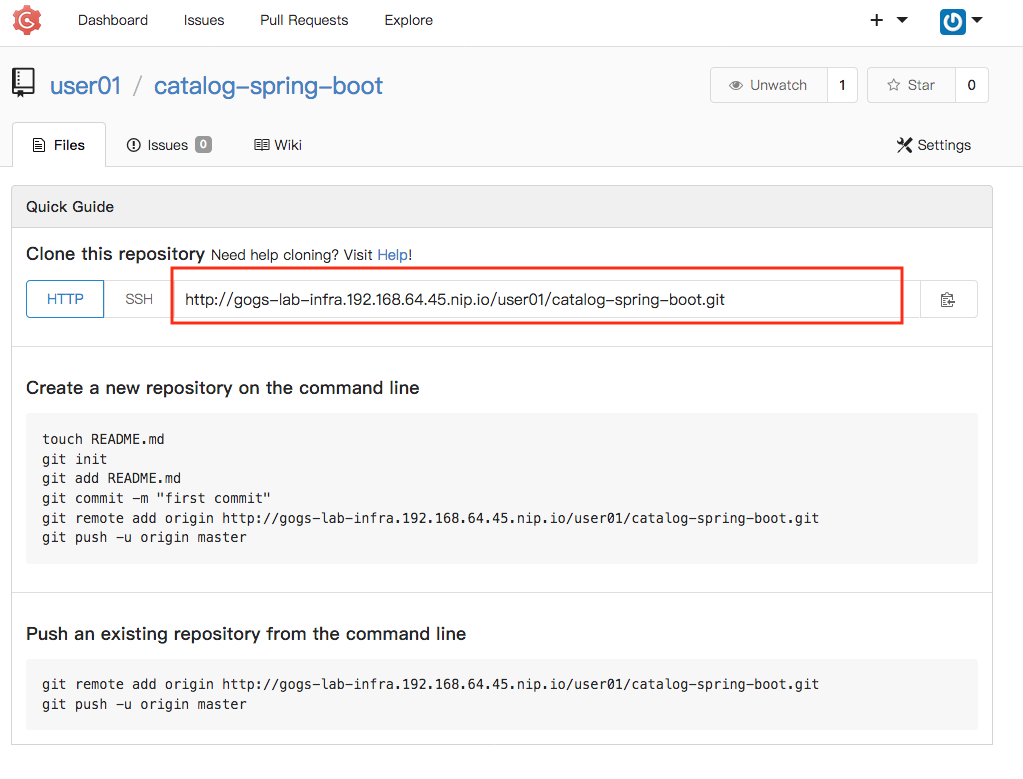 Dashboard Issues Pull Requests Explore
user01 / catalog-spring-boot Unwatch 1 Star 0
Files Issues 0 Wiki Settings
Quick Guide
Clone this repository Need help cloning? Visit Help!
HTTP SSH http://gogs-lab-infra.192.168.64.45.nip.io/user01/catalog-spring-boot.git
Create a new repository on the command line
touch README.md
git init
git add README.md
git commit -m "first commit"
git remote add origin http://gogs-lab-infra.192.168.64.45.nip.io/user01/catalog-spring-boot.git
git push -u origin master
Push an existing repository from the command line
git remote add origin http://gogs-lab-infra.192.168.64.45.nip.io/user01/catalog-spring-boot.git
git push -u origin master